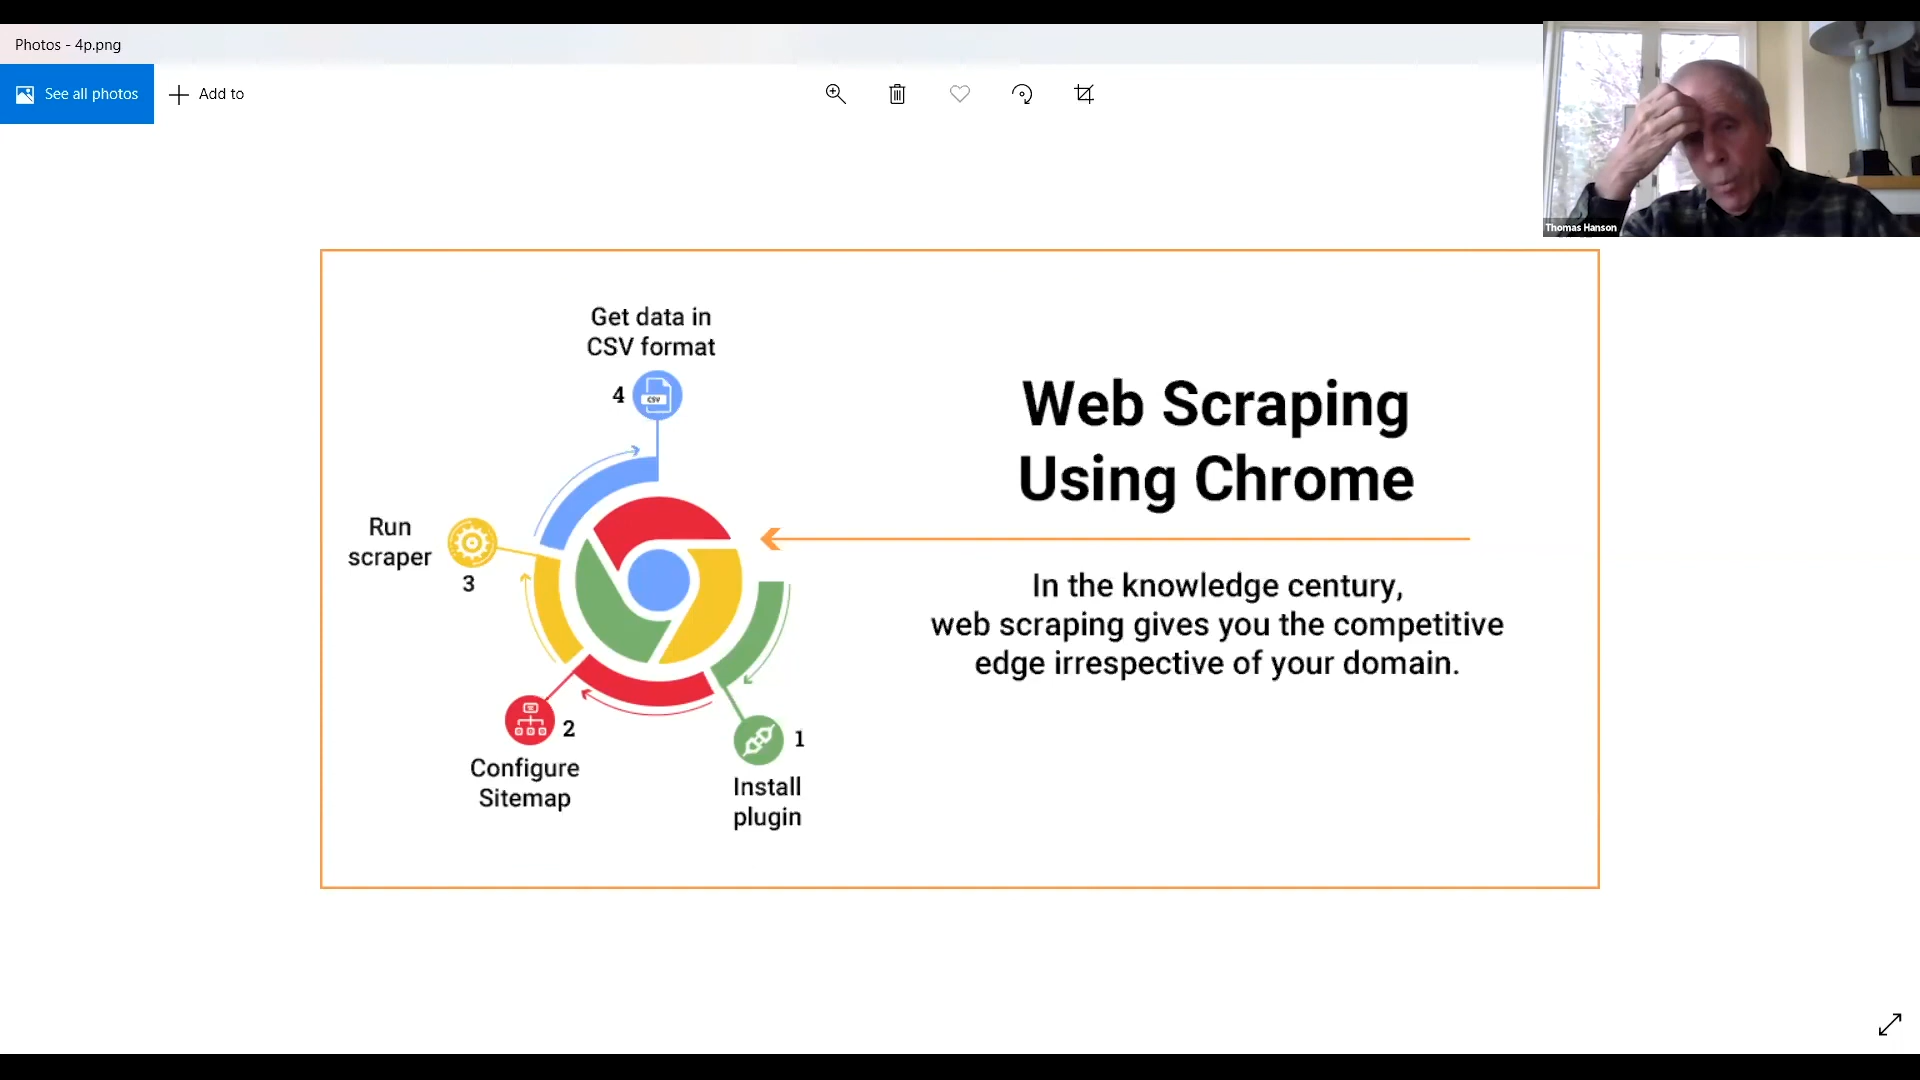 Photos - 4p.png
See all photos
Add to
Thomas Hanson
Get data in
CSV format
4
CSV
Run
scraper
3
2
Configure
Sitemap
1
Install
plugin
Web Scraping
Using Chrome
In the knowledge century,
web scraping gives you the competitive
edge irrespective of your domain.